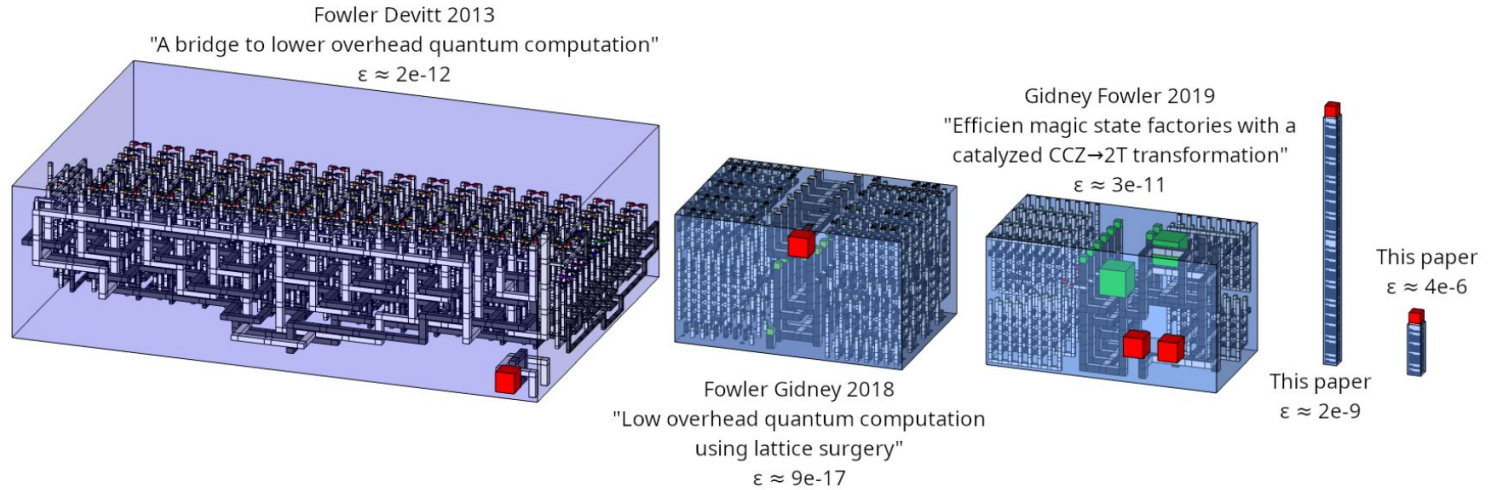 Fowler Devitt 2013
"A bridge to lower overhead quantum computation"
ε ≈ 2e-12
Fowler Gidney 2018
"Low overhead quantum computation
using lattice surgery"
ε ≈ 9e-17
Gidney Fowler 2019
"Efficien magic state factories with a
catalyzed CCZ→2T transformation"
ε ≈ 3e-11
This paper
ε ≈ 2e-9
This paper
ε ≈ 4e-6